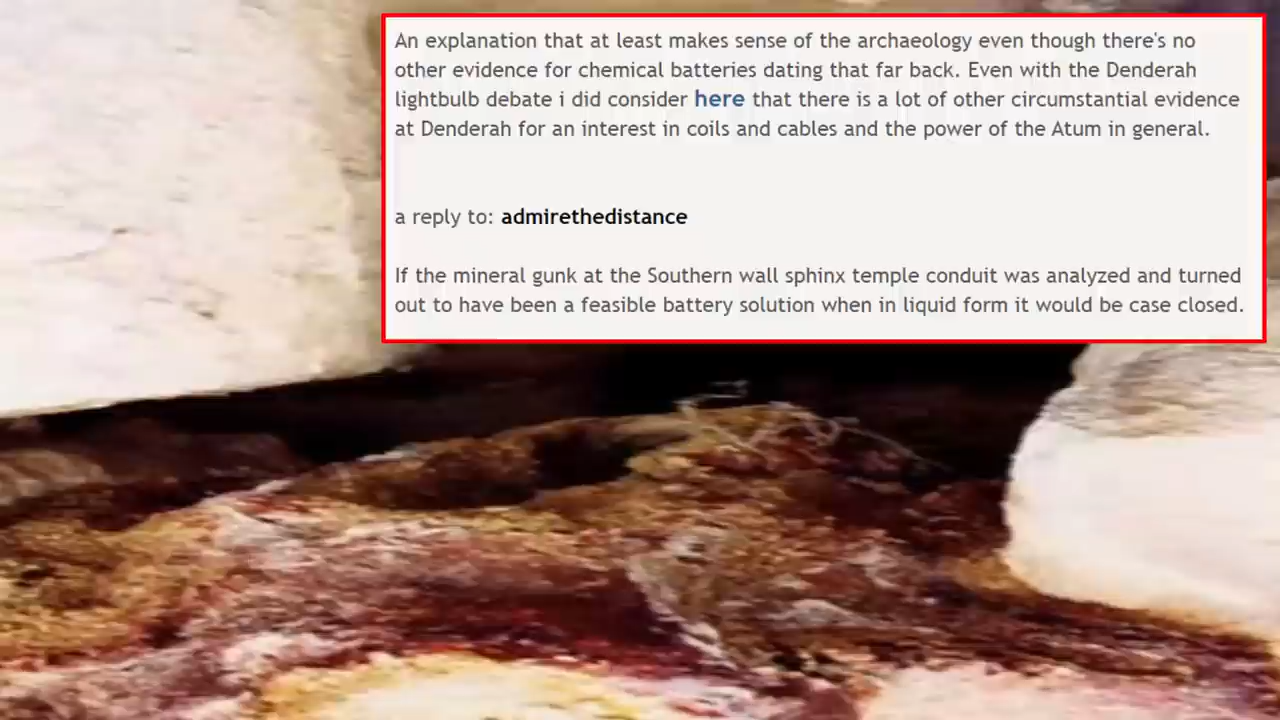 An explanation that at least makes sense of the archaeology even though there's no
other evidence for chemical batteries dating that far back. Even with the Denderah
lightbulb debate i did consider here that there is a lot of other circumstantial evidence
at Denderah for an interest in coils and cables and the power of the Atum in general.
a reply to: admirethedistance
If the mineral gunk at the Southern wall sphinx temple conduit was analyzed and turned
out to have been a feasible battery solution when in liquid form it would be case closed.